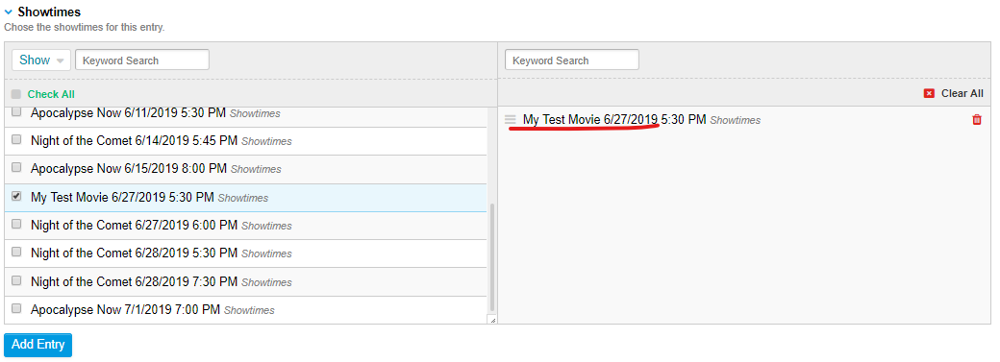 Showtimes
Chose the showtimes for this entry.
Show
Keyword Search
Check All
Apocalypse Now 6/11/2019 5:30 PM Showtimes
Night of the Comet 6/14/2019 5:45 PM Showtimes
Apocalypse Now 6/15/2019 8:00 PM Showtimes
My Test Movie 6/27/2019 5:30 PM Showtimes
Night of the Comet 6/27/2019 6:00 PM Showtimes
Night of the Comet 6/28/2019 5:30 PM Showtimes
Night of the Comet 6/28/2019 7:30 PM Showtimes
Apocalypse Now 7/1/2019 7:00 PM Showtimes
Keyword Search
Clear All
My Test Movie 6/27/2019 5:30 PM Showtimes
Add Entry